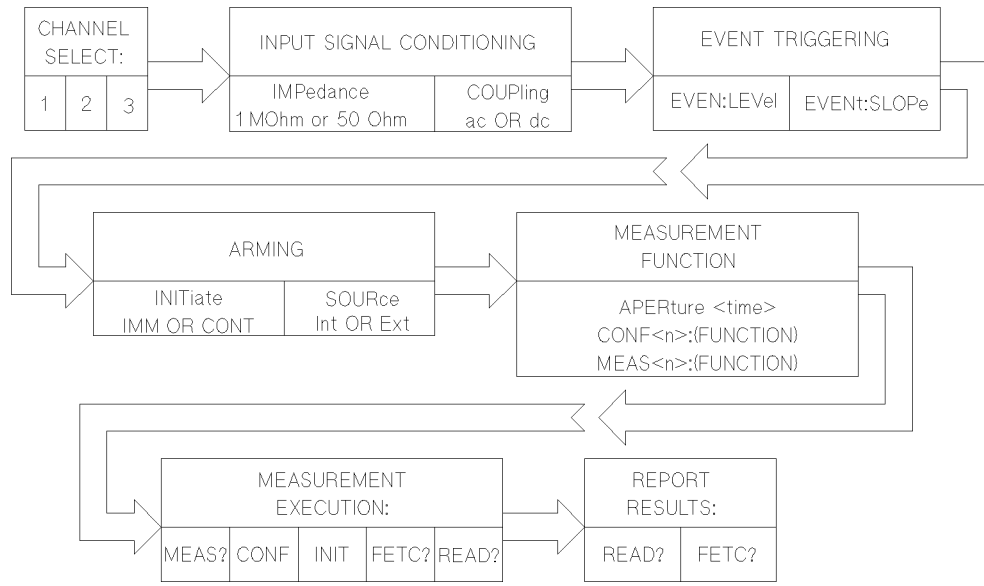 CHANNEL
SELECT:
1 2 3
INPUT SIGNAL CONDITIONING
IMPedance
1 MOhm or 50 Ohm
COUPling
ac OR dc
EVENT TRIGGERING
EVEN:LEVel
EVENt:SLOPe
ARMING
INITiate
IMM OR CONT
SOURce
Int OR Ext
MEASUREMENT
FUNCTION
APERture <time>
CONF<n>:(FUNCTION)
MEAS<n>:(FUNCTION)
MEASUREMENT
EXECUTION:
MEAS? CONF INIT FETC? READ?
REPORT
RESULTS:
READ? FETC?